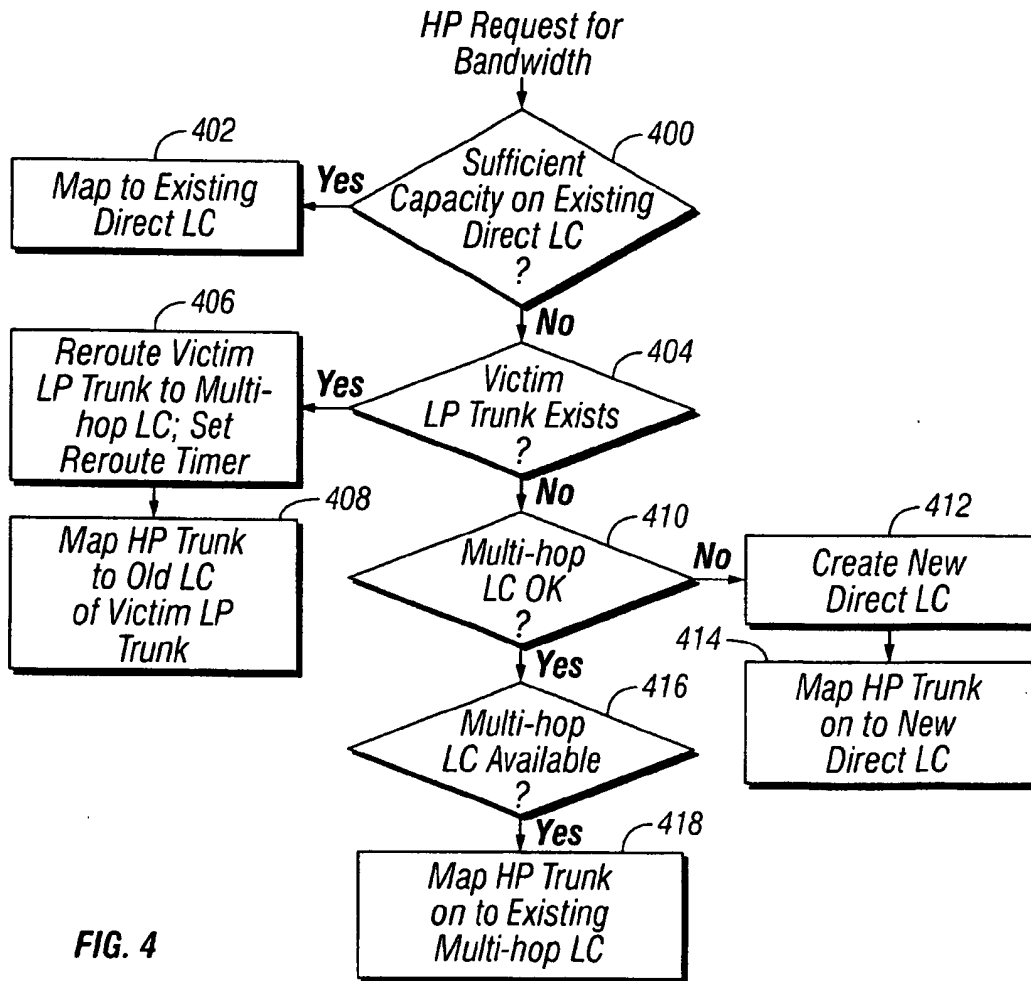 HP Request for
Bandwidth
400
Sufficient
Capacity on Existing
Direct LC
?
Yes
402
Map to Existing
Direct LC
No
404
Victim
LP Trunk Exists
?
Yes
406
Reroute Victim
LP Trunk to Multi-
hop LC; Set
Reroute Timer
408
Map HP Trunk
to Old LC
of Victim LP
Trunk
No
410
Multi-hop
LC OK
?
No
412
Create New
Direct LC
414
Map HP Trunk
on to New
Direct LC
Yes
416
Multi-hop
LC Available
?
Yes
418
Map HP Trunk
on to Existing
Multi-hop LC
FIG. 4